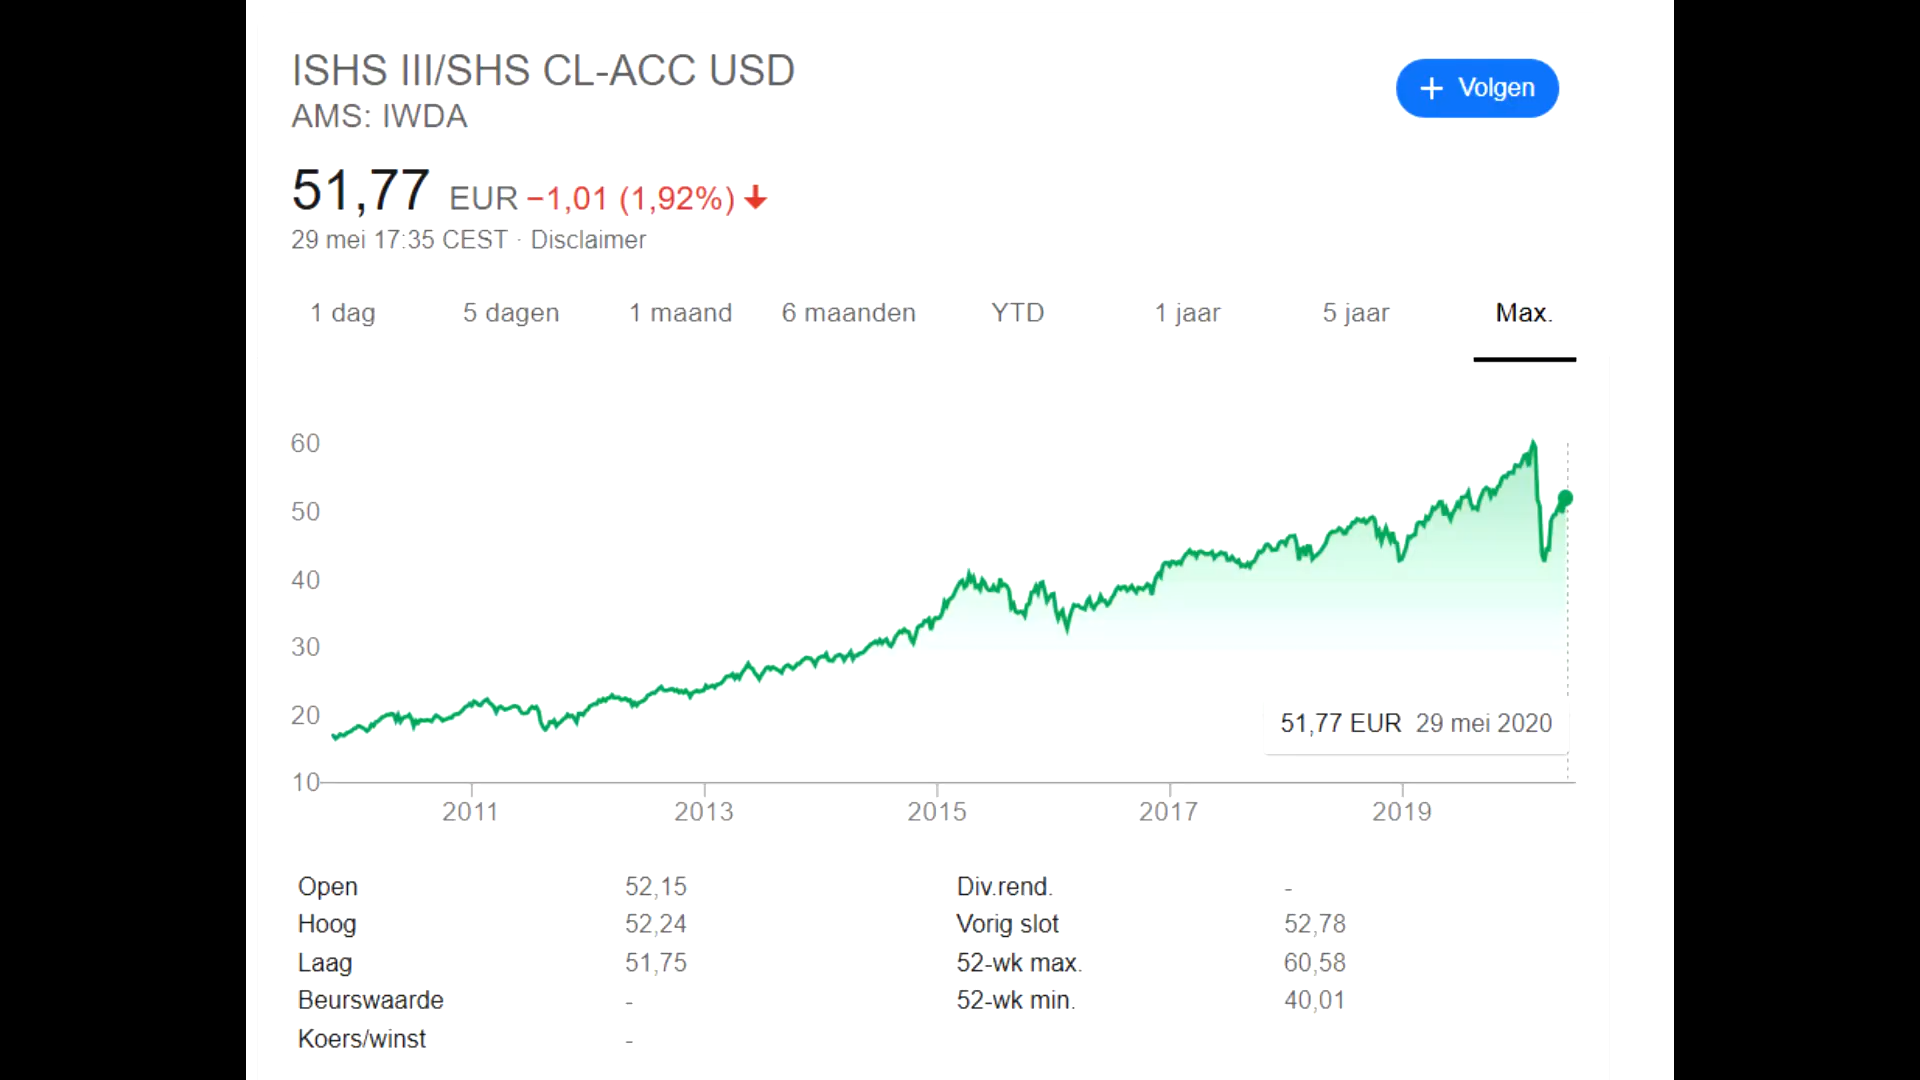 ISHS III/SHS CL-ACC USD
AMS: IWDA
+ Volgen
51,77 EUR −1,01 (1,92%)
29 mei 17:35 CEST · Disclaimer
1 dag 5 dagen 1 maand 6 maanden YTD 1 jaar 5 jaar Max.
60
50
40
30
20
51,77 EUR 29 mei 2020
10
2011 2013 2015 2017 2019
Open 52,15 Div.rend. -
Hoog 52,24 Vorig slot 52,78
Laag 51,75 52-wk max. 60,58
Beurswaarde - 52-wk min. 40,01
Koers/winst -